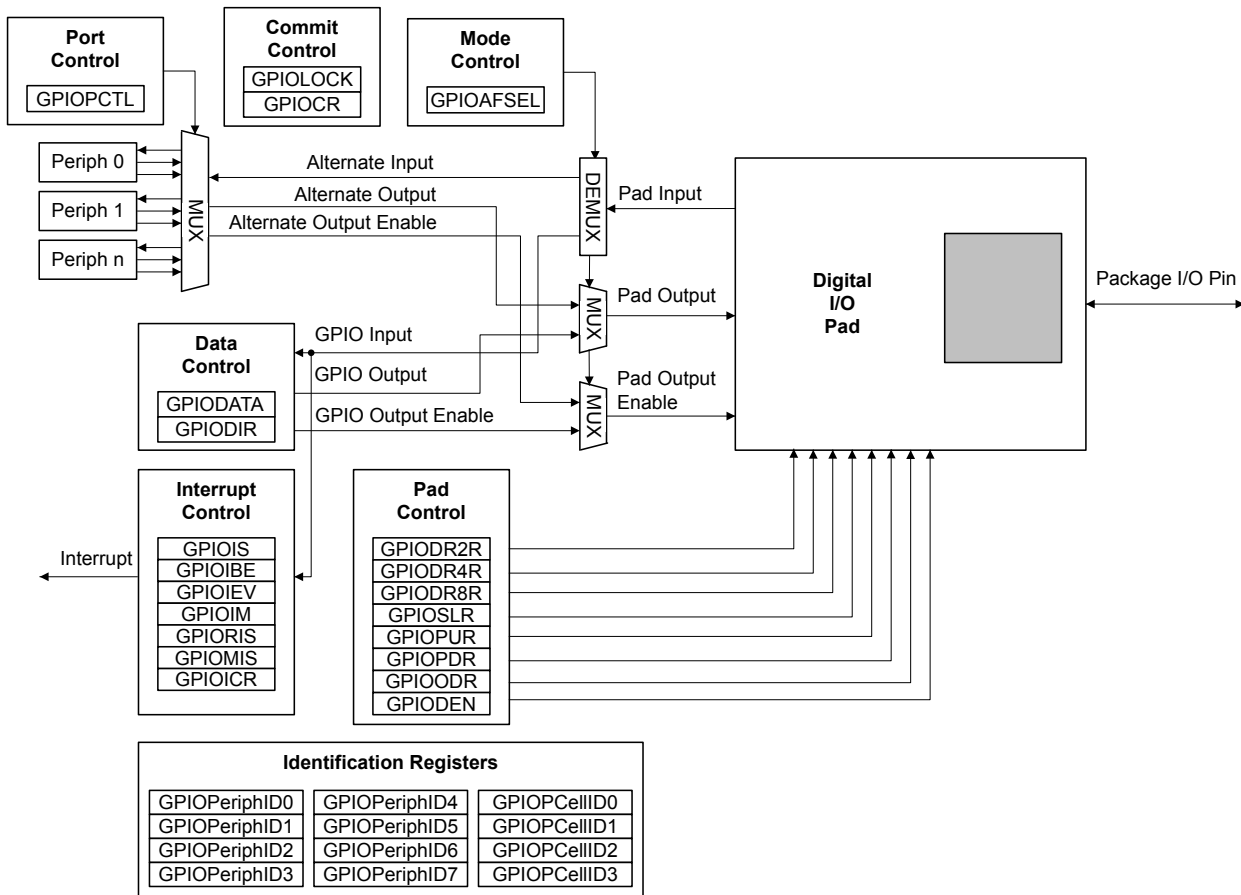 Port
Control
GPIOPCTL
Commit
Control
GPIOLOCK
GPIOCR
Mode
Control
GPIOAFSEL
Periph 0
Periph 1
Periph n
MUX
Alternate Input
Alternate Output
Alternate Output Enable
DEMUX
Pad Input
MUX
Pad Output
MUX
Pad Output
Enable
Digital
I/O
Pad
Package I/O Pin
Data
Control
GPIODATA
GPIODIR
GPIO Input
GPIO Output
GPIO Output Enable
Interrupt
Control
GPIOIS
GPIOIBE
GPIOIEV
GPIOIM
GPIORIS
GPIOMIS
GPIOICR
Interrupt
Pad
Control
GPIODR2R
GPIODR4R
GPIODR8R
GPIOSLR
GPIOPUR
GPIOPDR
GPIOODR
GPIODEN
Identification Registers
GPIOPeriphID0
GPIOPeriphID1
GPIOPeriphID2
GPIOPeriphID3
GPIOPeriphID4
GPIOPeriphID5
GPIOPeriphID6
GPIOPeriphID7
GPIOPCellID0
GPIOPCellID1
GPIOPCellID2
GPIOPCellID3